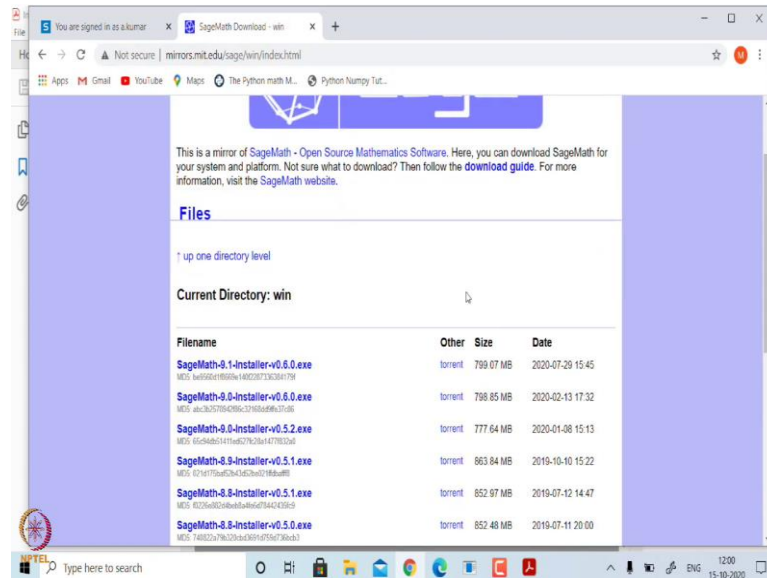 File
You are signed in as a.kumar
SageMath Download - win
Not secure | mirrors.mit.edu/sage/win/index.html
M
Apps
Gmail
YouTube
Maps
The Python math M...
Python Numpy Tut...
This is a mirror of SageMath - Open Source Mathematics Software. Here, you can download SageMath for
your system and platform. Not sure what to download? Then follow the download guide. For more
information, visit the SageMath website.
Files
↑ up one directory level
Current Directory: win
Filename Other Size Date
SageMath-9.1-Installer-v0.6.0.exe torrent 799.07 MB 2020-07-29 15:45
SageMath-9.0-Installer-v0.6.0.exe torrent 798.85 MB 2020-02-13 17:32
SageMath-9.0-Installer-v0.5.2.exe torrent 777.64 MB 2020-01-08 15:13
SageMath-8.9-Installer-v0.5.1.exe torrent 863.84 MB 2019-10-10 15:22
SageMath-8.8-Installer-v0.5.1.exe torrent 852.97 MB 2019-07-12 14:47
SageMath-8.8-Installer-v0.5.0.exe torrent 852.48 MB 2019-07-11 20:00
NPTEL
Type here to search
ENG
12:00
15-10-2020